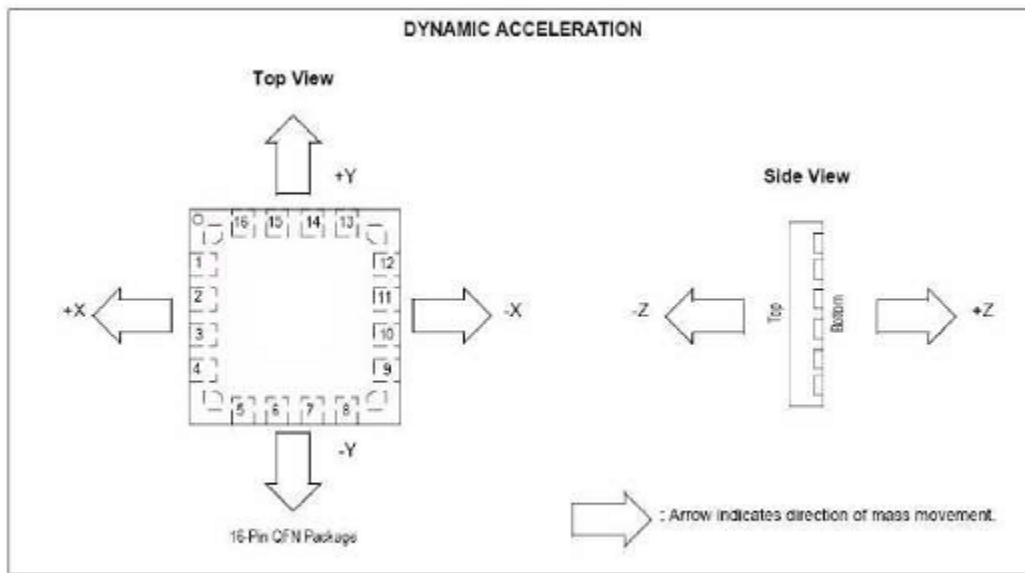 DYNAMIC ACCELERATION
Top View
+Y
16 15 14 13
1
2
3
4
12
11
10
9
+X
-X
5 6 7 8
-Y
16-Pin QFN Package
Side View
-Z
Top
Bottom
+Z
: Arrow indicates direction of mass movement.